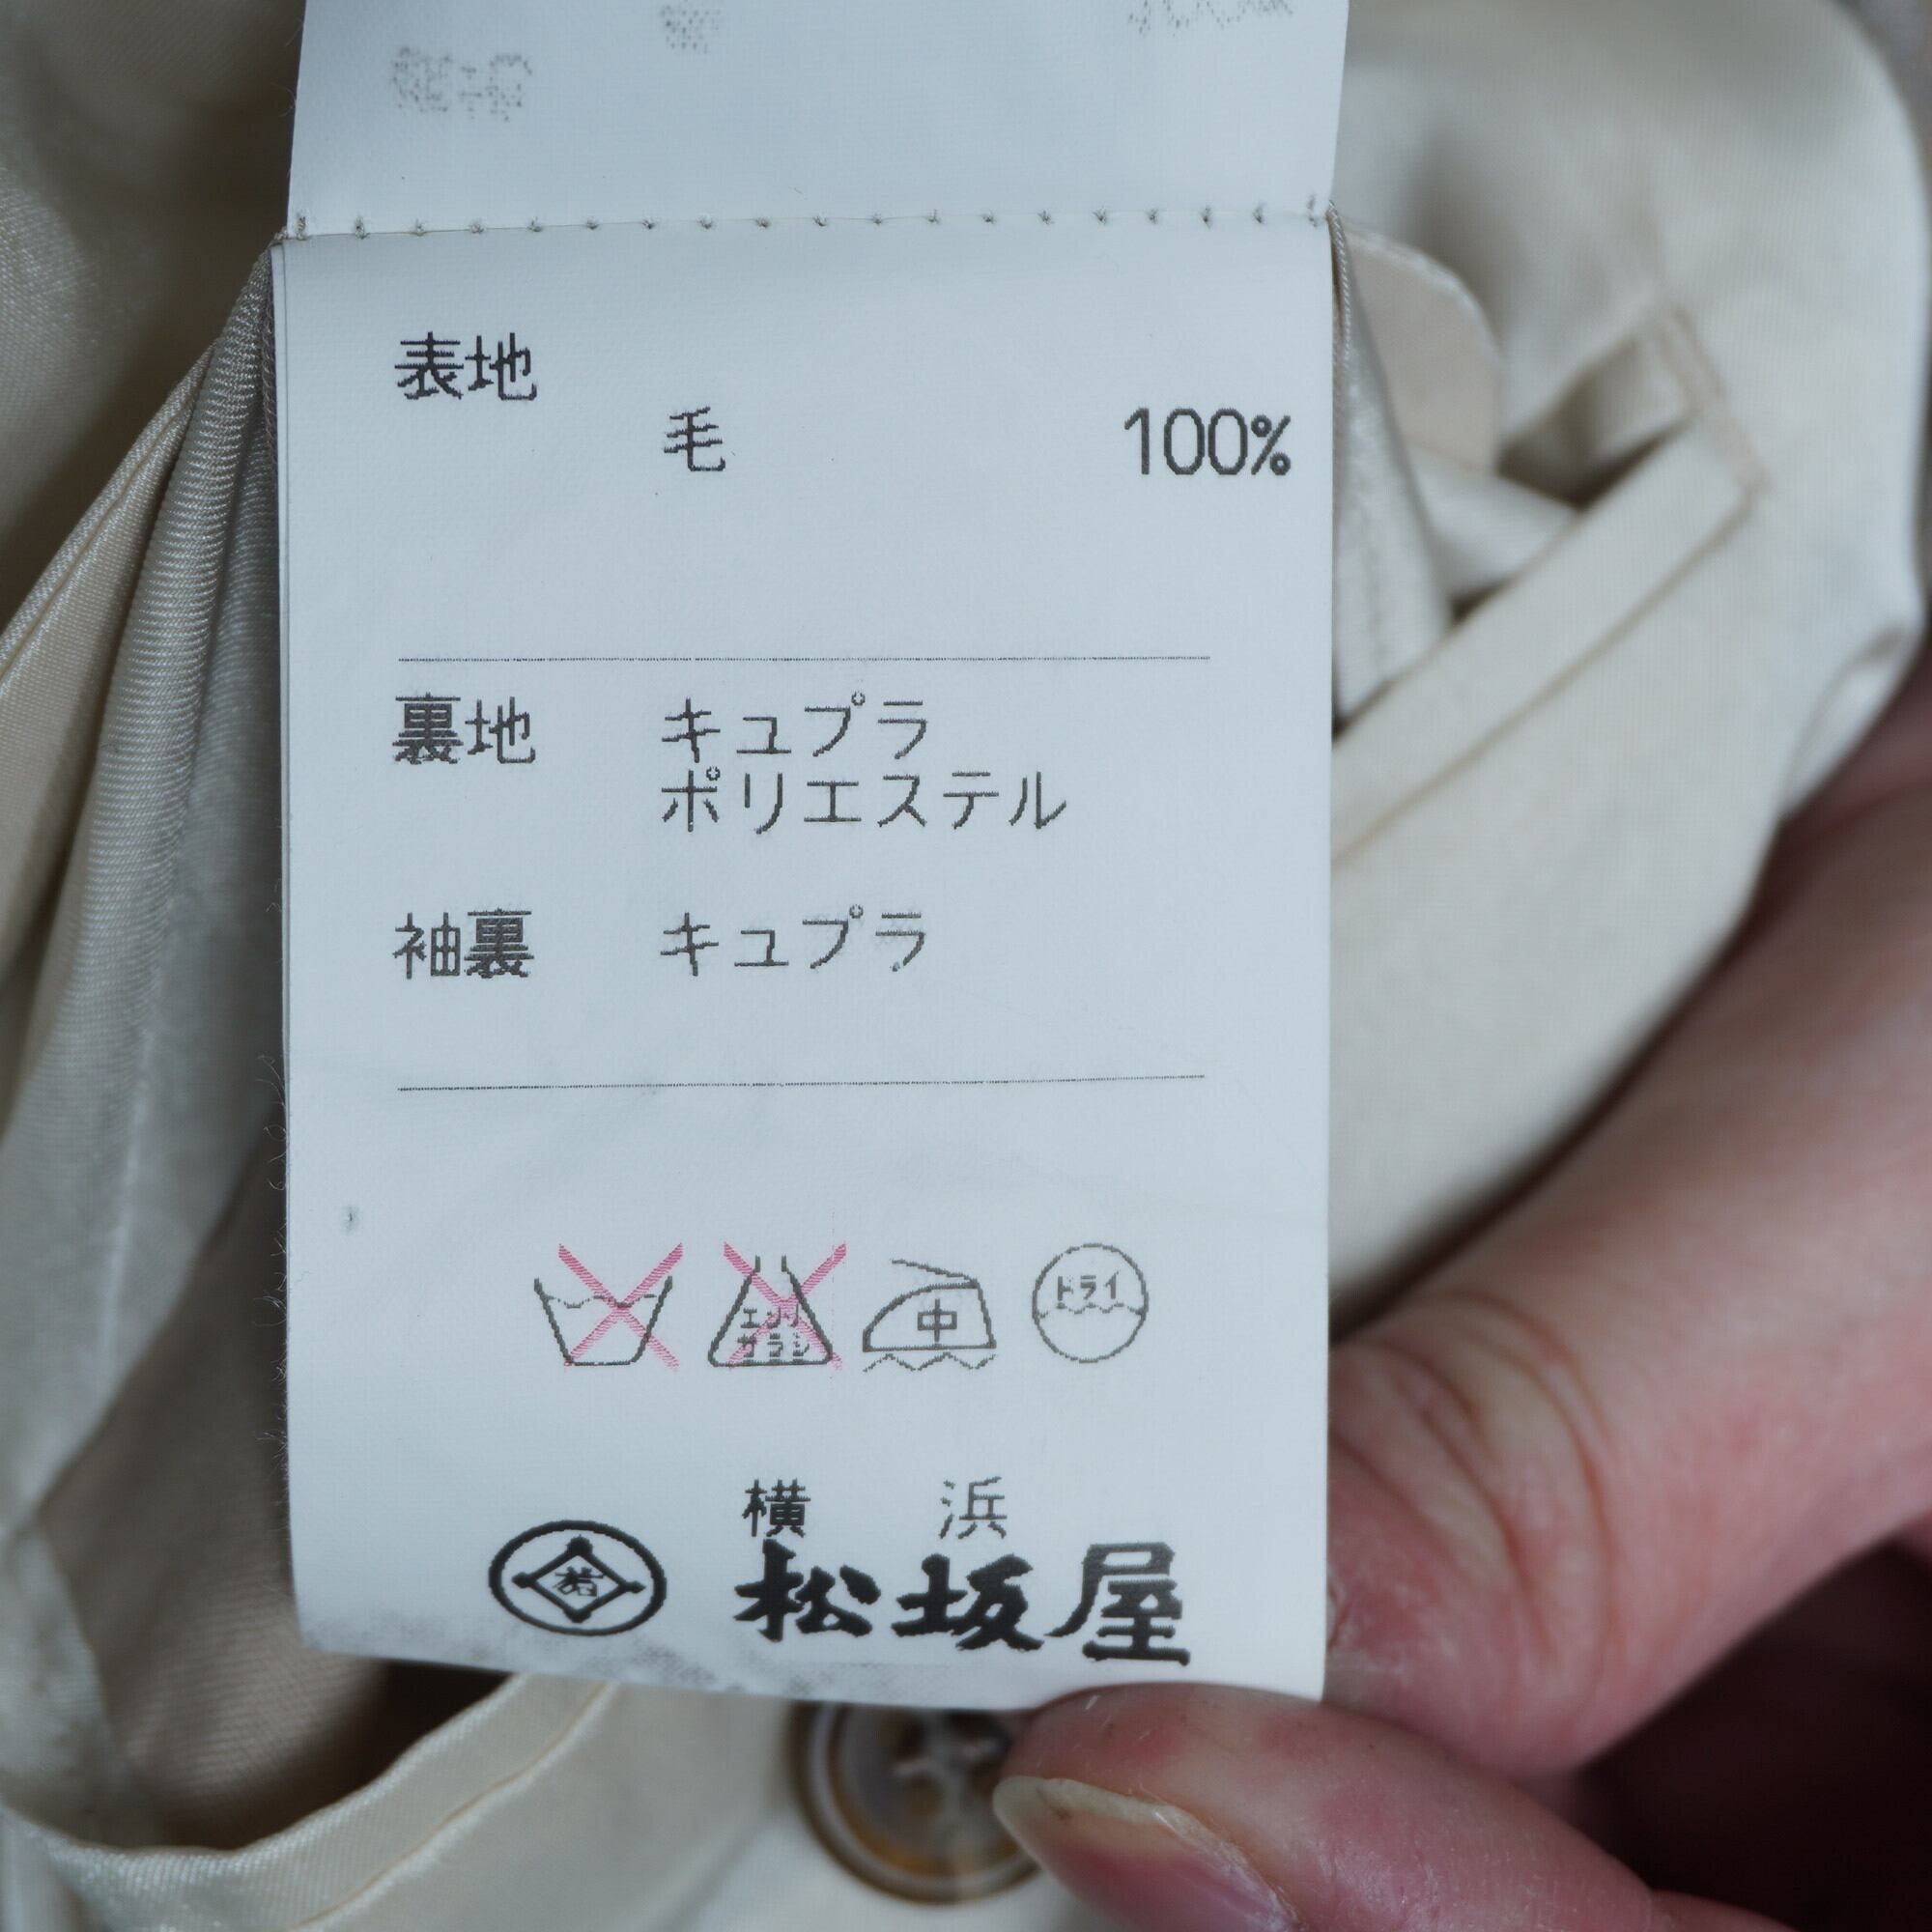 表地
毛 100%
裏地 キュプラ
ポリエステル
袖裏 キュプラ
エンソ
サラシ
中
ドライ
横浜
松坂屋